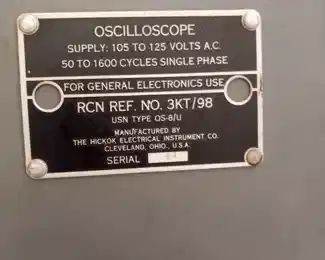 OSCILLOSCOPE
SUPPLY: 105 TO 125 VOLTS A.C.
50 TO 1600 CYCLES SINGLE PHASE
FOR GENERAL ELECTRONICS USE
RCN REF. NO. 3KT/98
USN TYPE OS-8/U
MANUFACTURED BY
THE HICKOK ELECTRICAL INSTRUMENT CO.
CLEVELAND, OHIO., U.S.A.
SERIAL